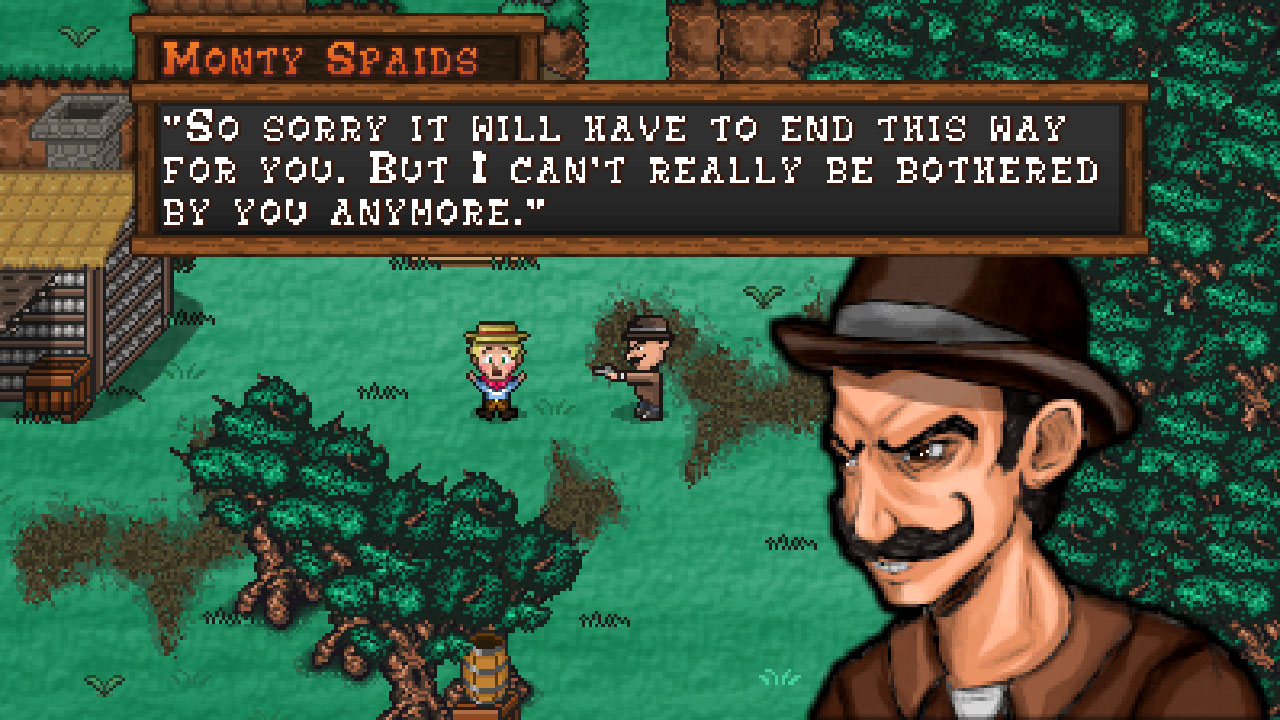 Monty Spaids
"So sorry it will have to end this way
for you. But I can't really be bothered
by you anymore."